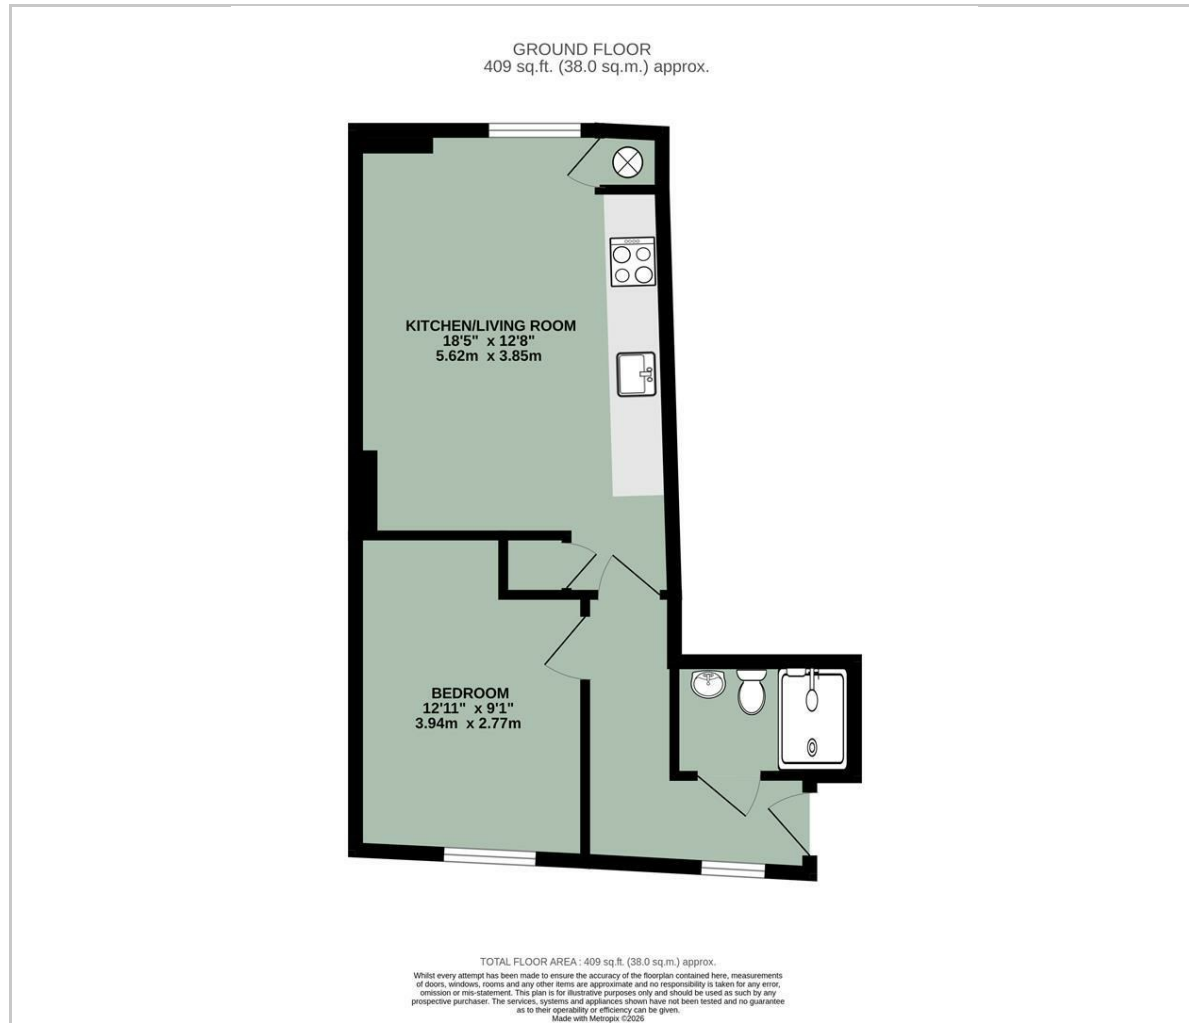 GROUND FLOOR
409 sq.ft. (38.0 sq.m.) approx.
KITCHEN/LIVING ROOM
18'5" x 12'8"
5.62m x 3.85m
BEDROOM
12'11" x 9'1"
3.94m x 2.77m
TOTAL FLOOR AREA : 409 sq.ft. (38.0 sq.m.) approx.
Whilst every attempt has been made to ensure the accuracy of the floorplan contained here, measurements
of doors, windows, rooms and any other items are approximate and no responsibility is taken for any error,
omission or mis-statement. This plan is for illustrative purposes only and should be used as such by any
prospective purchaser. The services, systems and appliances shown have not been tested and no guarantee
as to their operability or efficiency can be given.
Made with Metropix ©2026